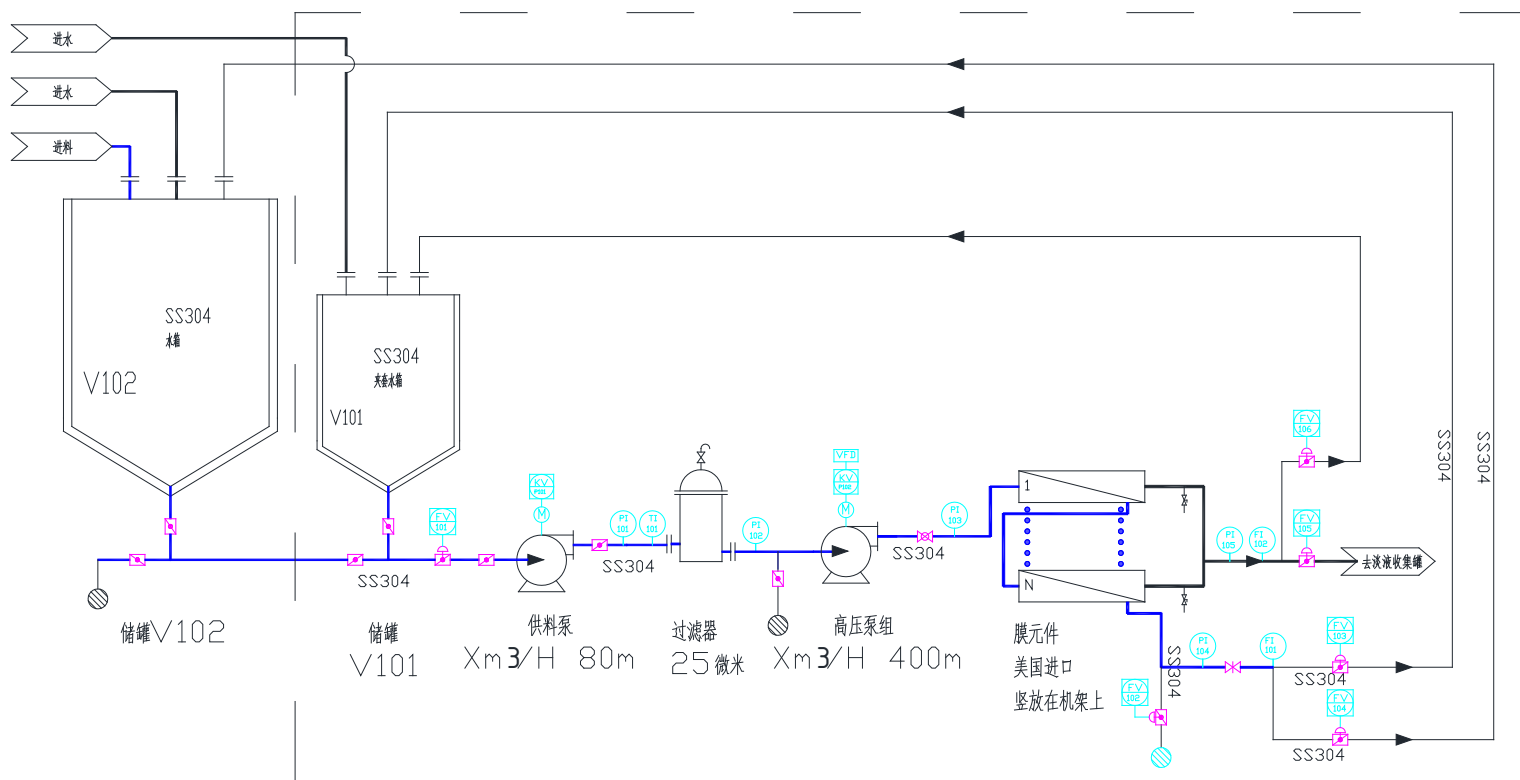 进水
进水
进料
SS304
水箱
V102
SS304
夹套水箱
V101
FV
106
SS304
SS304
KV
P101
M
VFD
KV
P102
M
FV
101
PI
101
TI
101
PI
102
PI
103
1
N
PI
105
FI
102
FV
105
去淡液收集罐
SS304
SS304
SS304
储罐V102
储罐
V101
供料泵
Xm3/H 80m
过滤器
25微米
高压泵组
Xm3/H 400m
膜元件
美国进口
竖放在机架上
SS304
PI
104
FI
101
FV
103
SS304
FV
102
FV
104
SS304